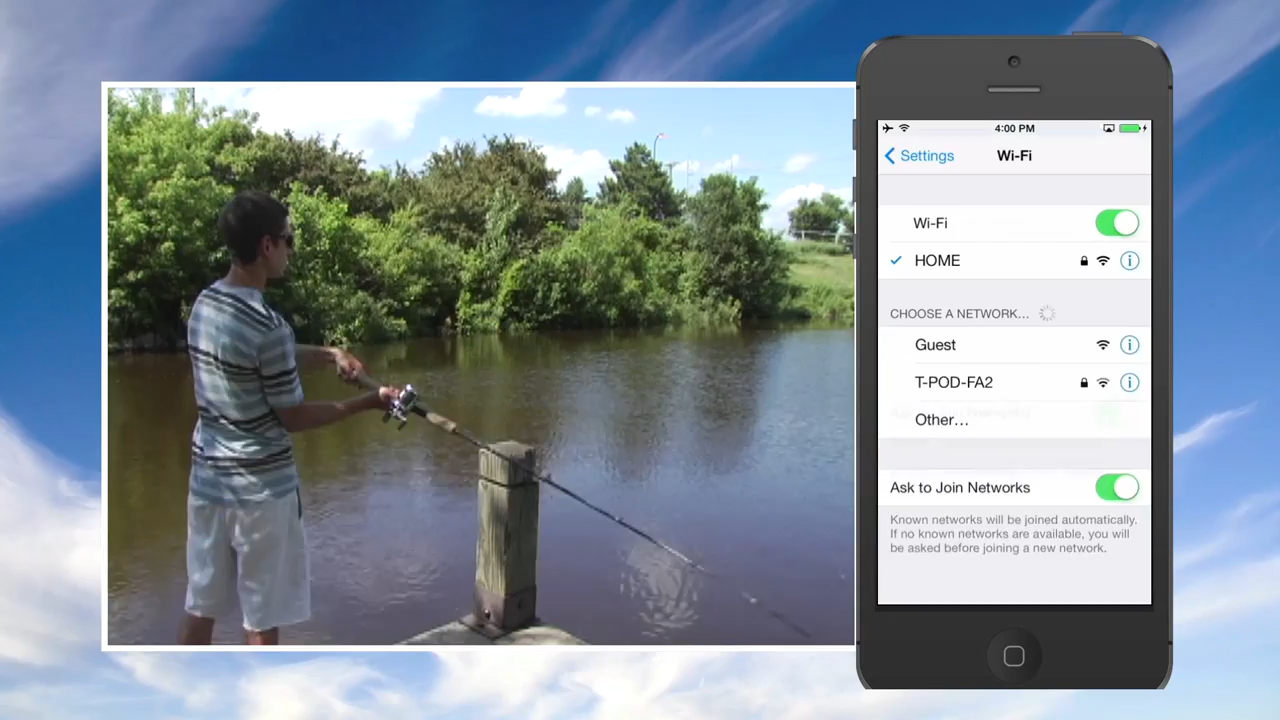 4:00 PM
Settings
Wi-Fi
Wi-Fi
HOME
CHOOSE A NETWORK...
Guest
T-POD-FA2
Other...
Ask to Join Networks
Known networks will be joined automatically.
If no known networks are available, you will
be asked before joining a new network.